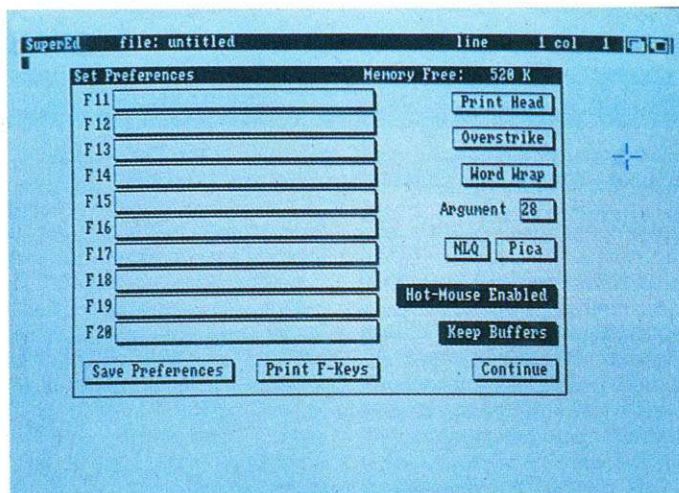 SuperEd file: untitled line 1 col 1
Set Preferences Memory Free: 520 K
F11 Print Head
F12 Overstrike
F13
F14 Word Wrap
F15 Argument 20
F16
F17 NLQ Pica
F18 Hot-Mouse Enabled
F19
F20 Keep Buffers
Save Preferences Print F-Keys Continue